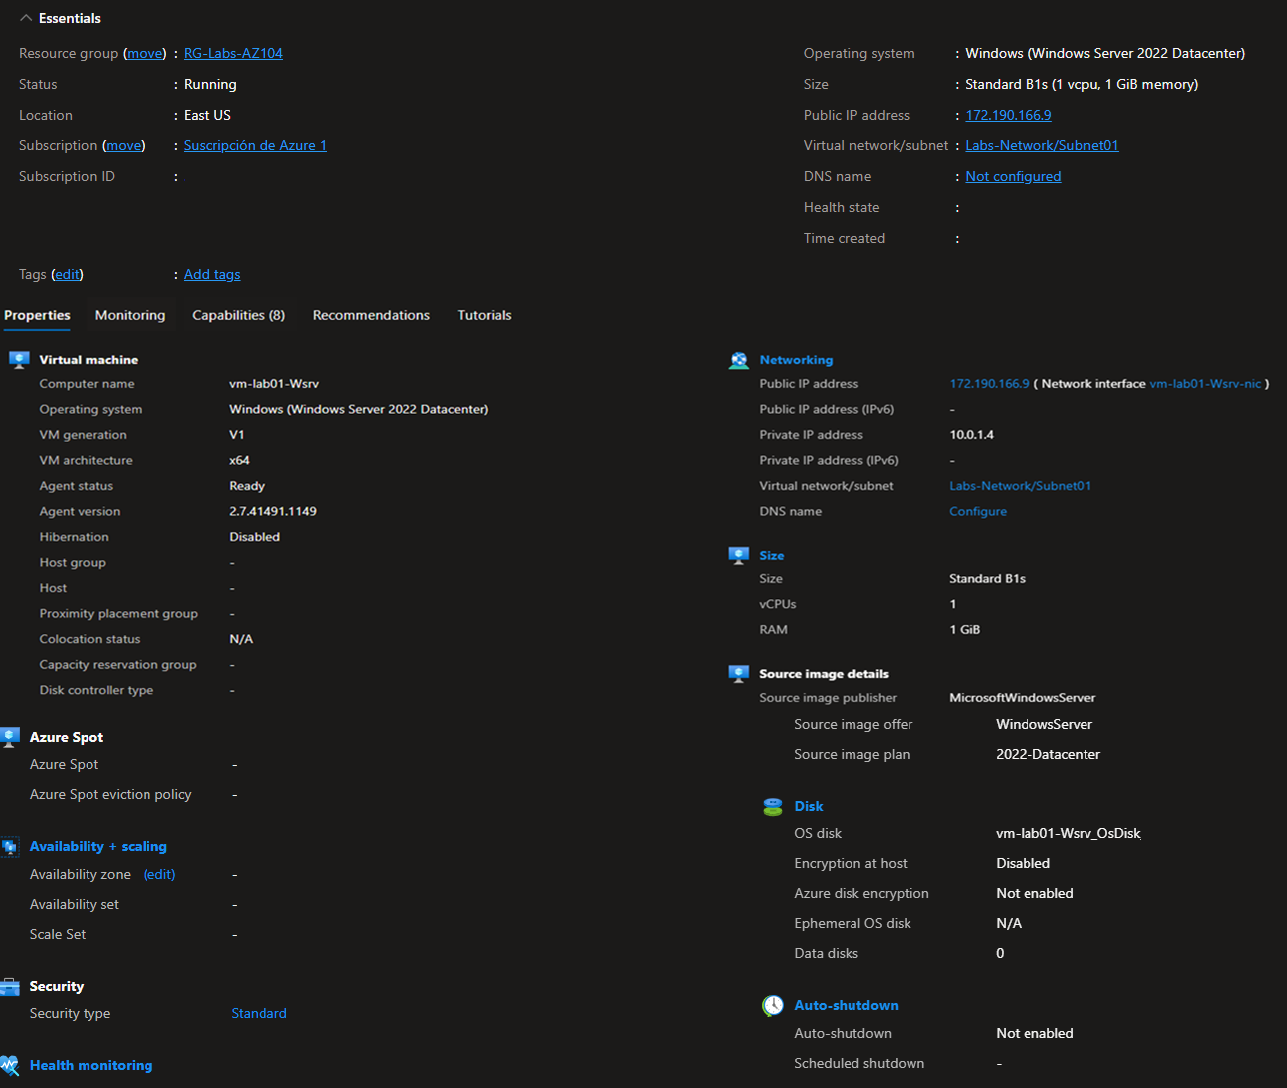 Essentials
Resource group (move) : RG-Labs-AZ104
Status : Running
Location : East US
Subscription (move) : Suscripción de Azure 1
Subscription ID :
Operating system : Windows (Windows Server 2022 Datacenter)
Size : Standard B1s (1 vcpu, 1 GiB memory)
Public IP address : 172.190.166.9
Virtual network/subnet : Labs-Network/Subnet01
DNS name : Not configured
Health state :
Time created :
Tags (edit) : Add tags
Properties Monitoring Capabilities (8) Recommendations Tutorials
Virtual machine
Computer name vm-lab01-Wsrv
Operating system Windows (Windows Server 2022 Datacenter)
VM generation V1
VM architecture x64
Agent status Ready
Agent version 2.7.41491.1149
Hibernation Disabled
Host group -
Host -
Proximity placement group -
Colocation status N/A
Capacity reservation group -
Disk controller type -
Azure Spot
Azure Spot -
Azure Spot eviction policy -
Availability + scaling
Availability zone (edit) -
Availability set -
Scale Set -
Security
Security type Standard
Health monitoring
Networking
Public IP address 172.190.166.9 ( Network interface vm-lab01-Wsrv-nic )
Public IP address (IPv6) -
Private IP address 10.0.1.4
Private IP address (IPv6) -
Virtual network/subnet Labs-Network/Subnet01
DNS name Configure
Size
Size Standard B1s
vCPUs 1
RAM 1 GiB
Source image details
Source image publisher MicrosoftWindowsServer
Source image offer WindowsServer
Source image plan 2022-Datacenter
Disk
OS disk vm-lab01-Wsrv_OsDisk
Encryption at host Disabled
Azure disk encryption Not enabled
Ephemeral OS disk N/A
Data disks 0
Auto-shutdown
Auto-shutdown Not enabled
Scheduled shutdown -